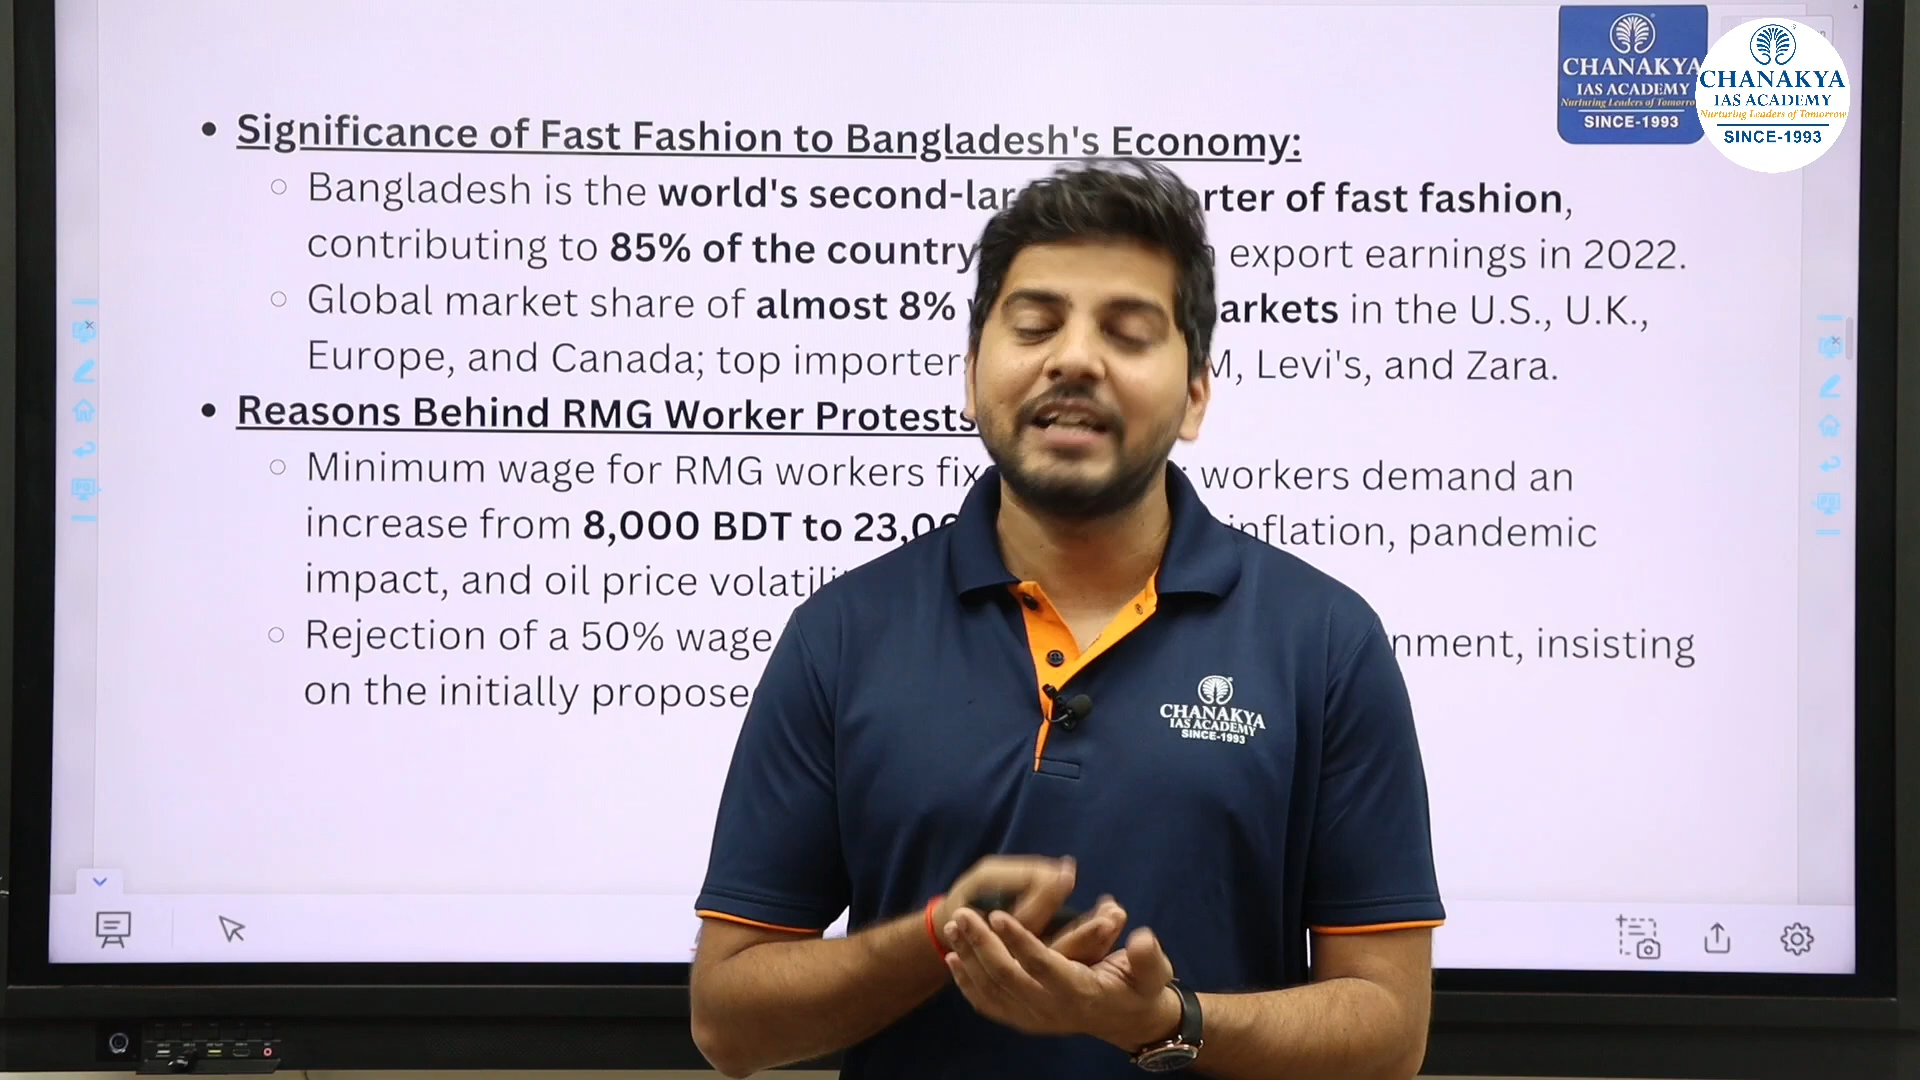 CHANAKYA
IAS ACADEMY
Nurturing Leaders of Tomorrow
SINCE-1993
CHANAKYA
IAS ACADEMY
Nurturing Leaders of Tomorrow
SINCE-1993
• Significance of Fast Fashion to Bangladesh's Economy:
Bangladesh is the world's second-lar rter of fast fashion,
contributing to 85% of the country export earnings in 2022.
Global market share of almost 8% arkets in the U.S., U.K.,
Europe, and Canada; top importer M, Levi's, and Zara.
• Reasons Behind RMG Worker Protests
Minimum wage for RMG workers fix workers demand an
increase from 8,000 BDT to 23,0 inflation, pandemic
impact, and oil price volatili
Rejection of a 50% wage nment, insisting
on the initially propose
CHANAKYA
IAS ACADEMY
SINCE-1993